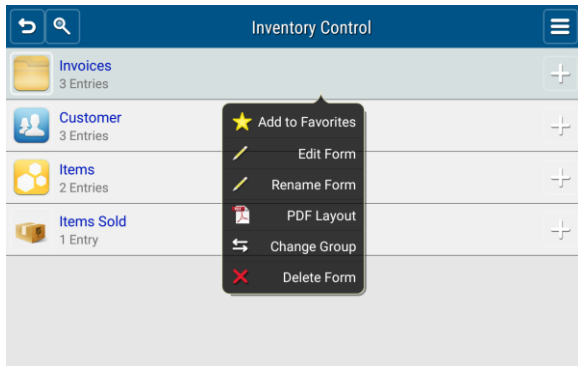 Inventory Control
Invoices
3 Entries
Customer
3 Entries
Items
2 Entries
Items Sold
1 Entry
Add to Favorites
Edit Form
Rename Form
PDF Layout
Change Group
Delete Form